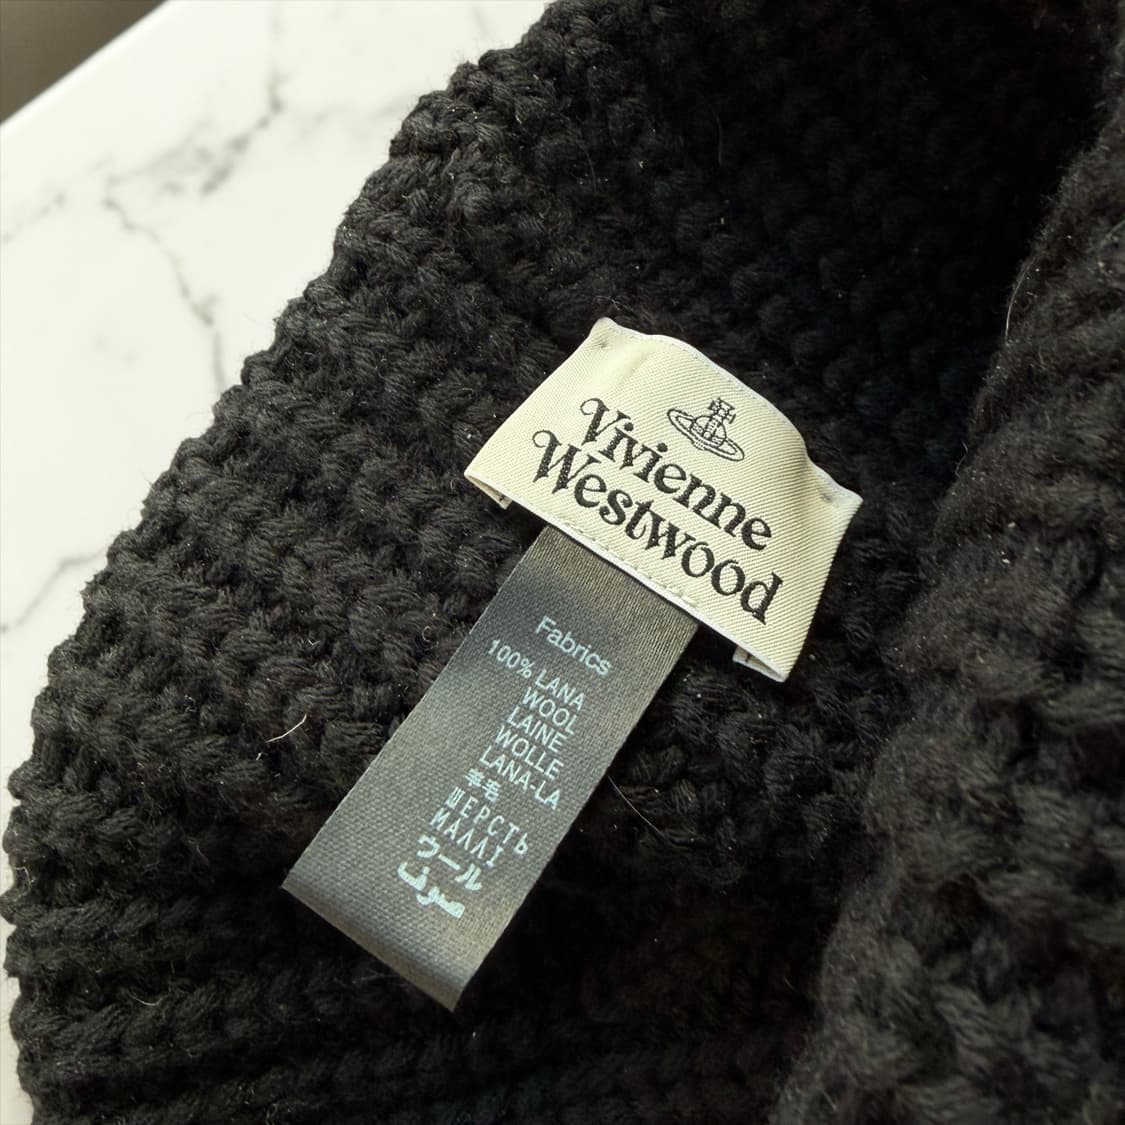 Vivienne
Westwood
Fabrics
100% LANA
WOOL
LAINE
WOLLE
LANA-LA
羊毛
ШЕРСТЬ
ΜΑΛΛΙ
ウール
صوف